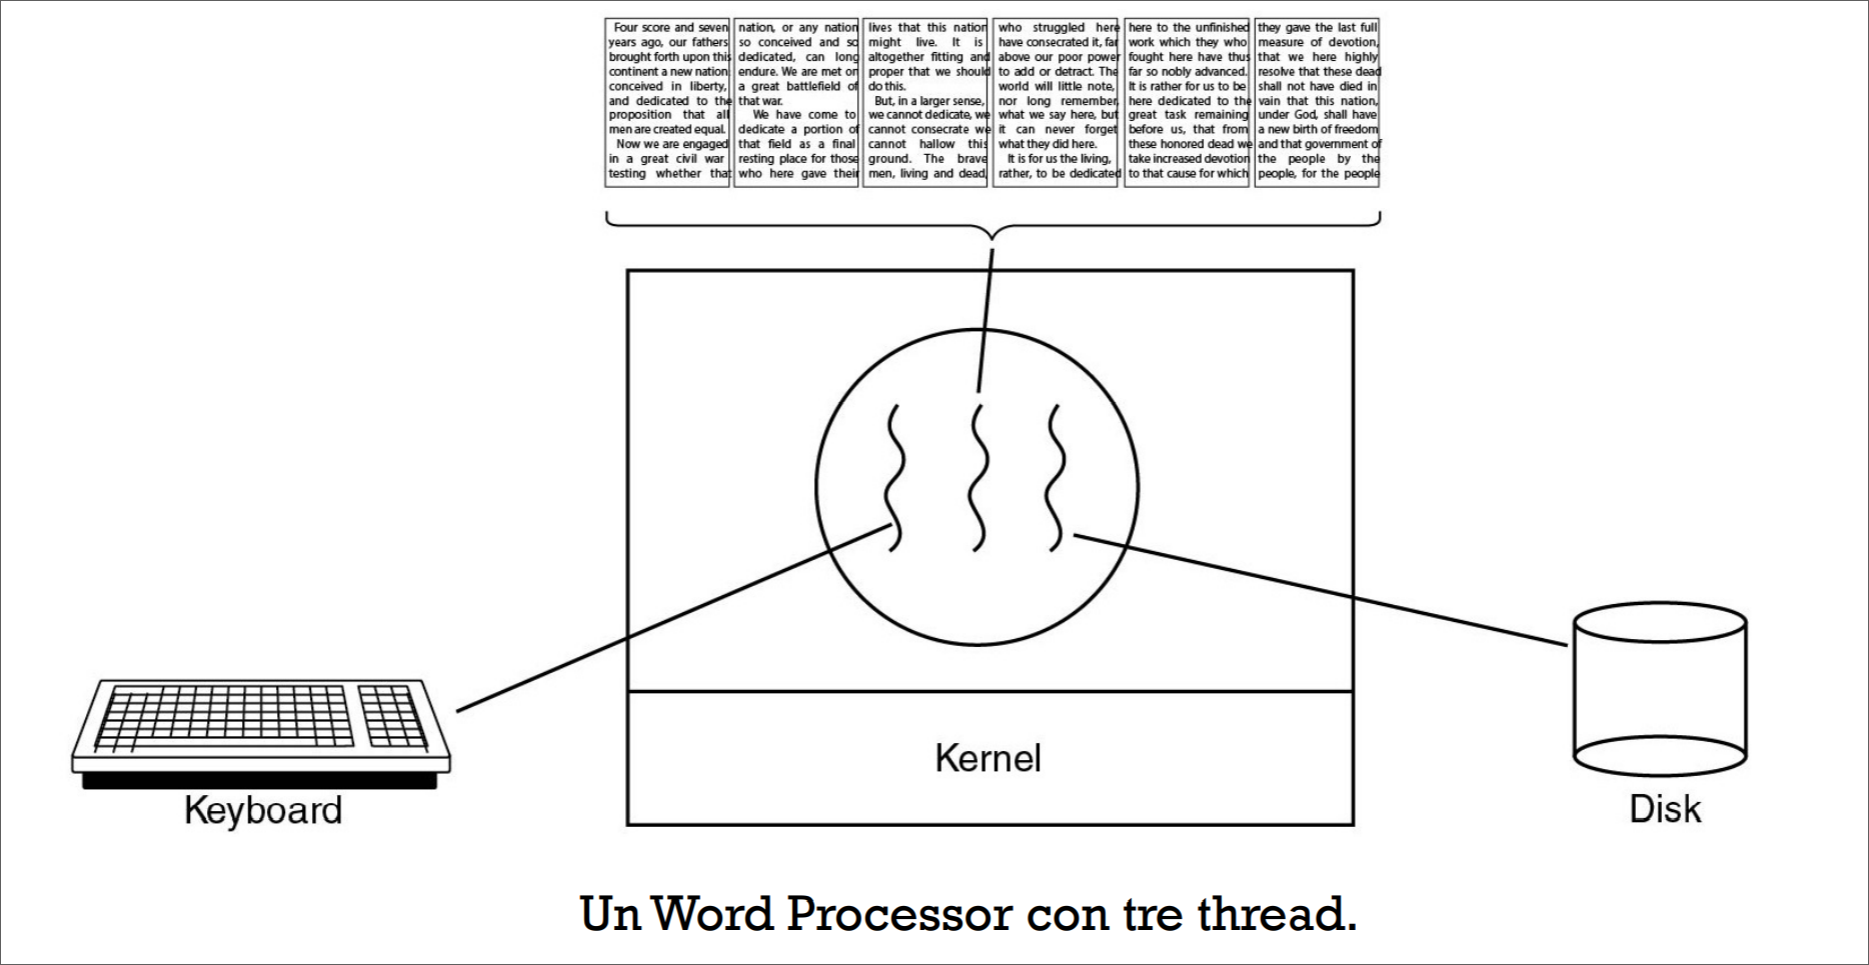 Four score and seven
years ago, our fathers
brought forth upon this
continent a new nation:
conceived in liberty,
and dedicated to the
proposition that all
men are created equal.
Now we are engaged
in a great civil war
testing whether that
nation, or any nation
so conceived and so
dedicated, can long
endure. We are met on
a great battlefield of
that war.
We have come to
dedicate a portion of
that field as a final
resting place for those
who here gave their
lives that this nation
might live. It is
altogether fitting and
proper that we should
do this.
But, in a larger sense,
we cannot dedicate, we
cannot consecrate we
cannot hallow this
ground. The brave
men, living and dead,
who struggled here
have consecrated it, far
above our poor power
to add or detract. The
world will little note,
nor long remember,
what we say here, but
it can never forget
what they did here.
It is for us the living,
rather, to be dedicated
here to the unfinished
work which they who
fought here have thus
far so nobly advanced.
It is rather for us to be
here dedicated to the
great task remaining
before us, that from
these honored dead we
take increased devotion
to that cause for which
they gave the last full
measure of devotion,
that we here highly
resolve that these dead
shall not have died in
vain that this nation,
under God, shall have
a new birth of freedom
and that government of
the people by the
people, for the people
Kernel
Keyboard
Disk
Un Word Processor con tre thread.